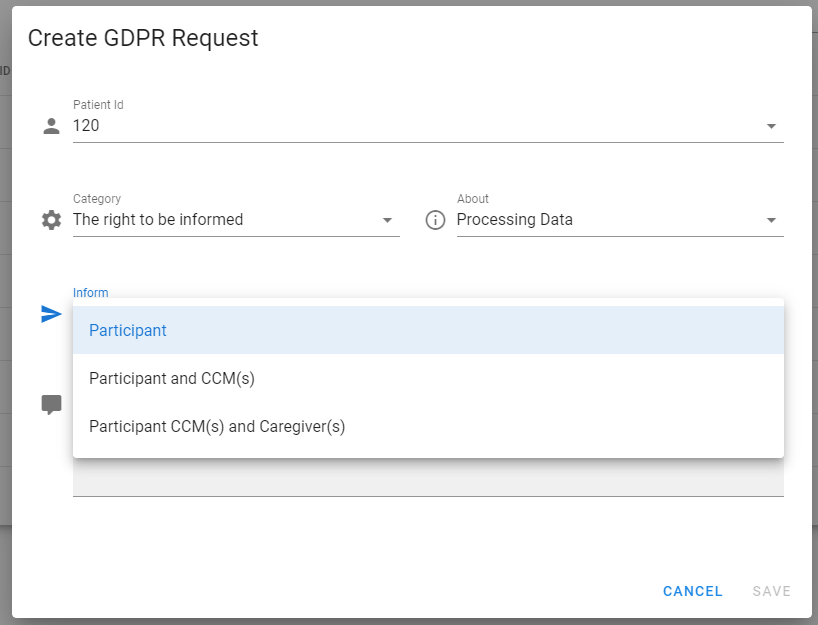 Create GDPR Request
ID
Patient Id
120
Category
The right to be informed
About
Processing Data
Inform
Participant
Participant and CCM(s)
Participant CCM(s) and Caregiver(s)
CANCEL
SAVE